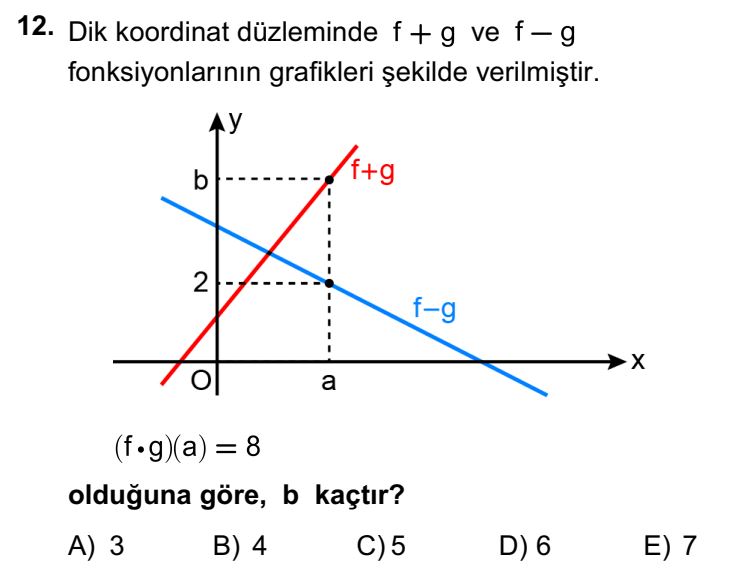 12. Dik koordinat düzleminde f + g ve f – g
fonksiyonlarının grafikleri şekilde verilmiştir.
y
b
f+g
2
f–g
x
O
a
(f•g)(a) = 8
olduğuna göre, b kaçtır?
A) 3 B) 4 C) 5 D) 6 E) 7